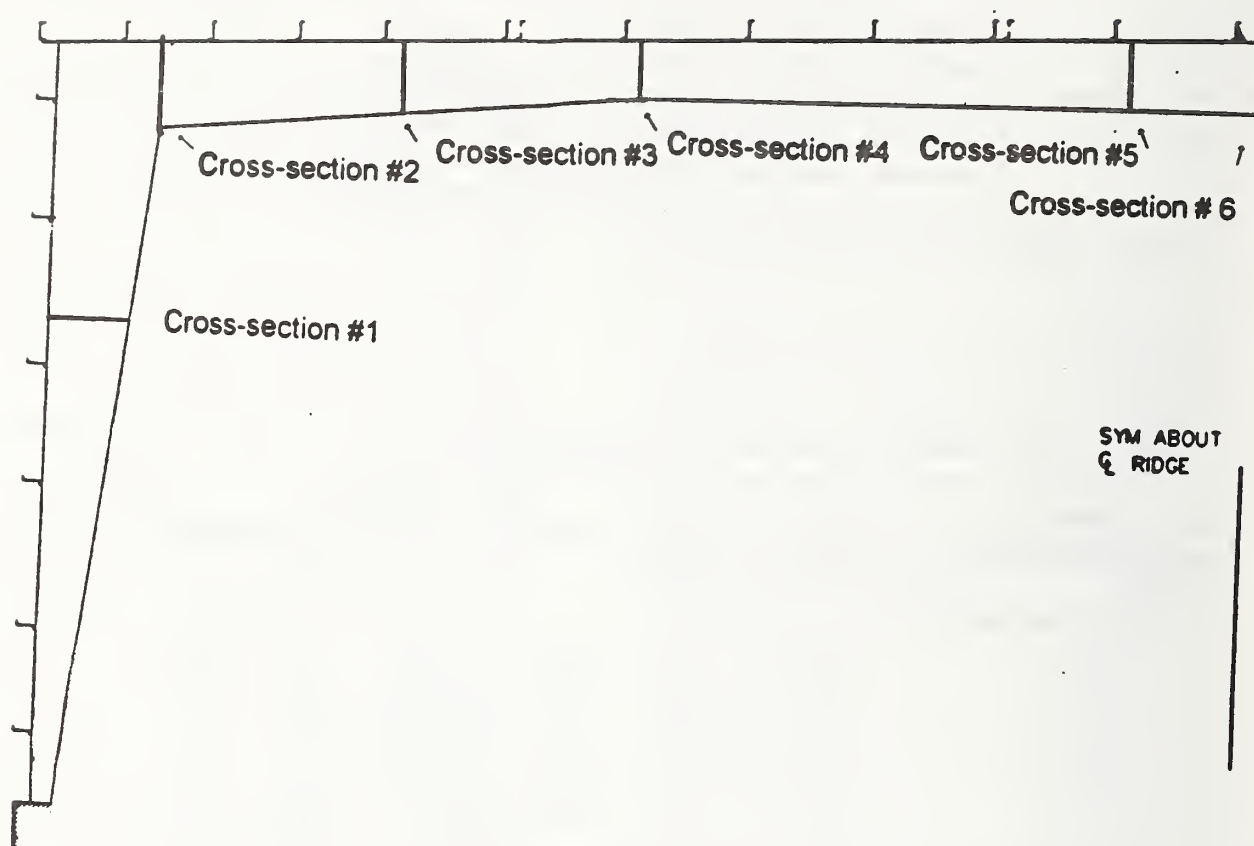 Cross-section #2
Cross-section #3
Cross-section #4
Cross-section #5
Cross-section # 6
Cross-section #1
SYM ABOUT
℄ RIDGE